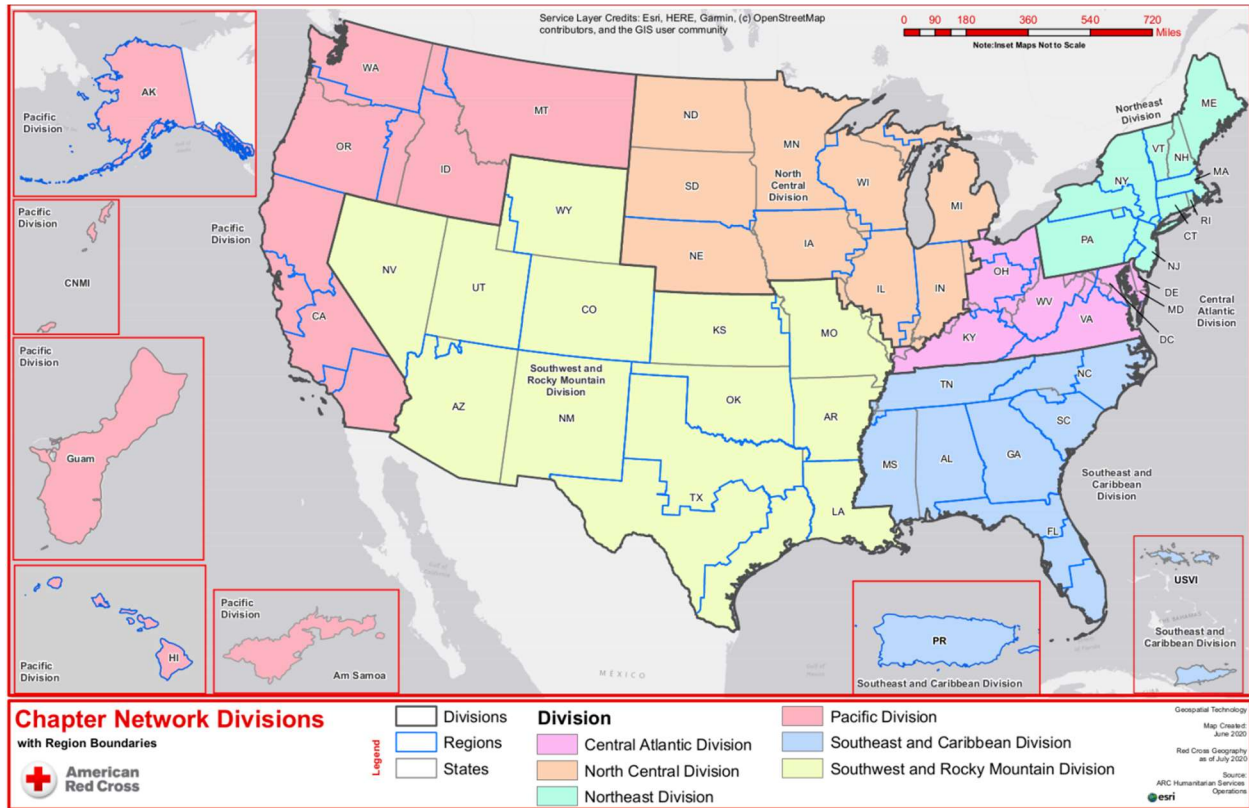 Service Layer Credits: Esri, HERE, Garmin, (c) OpenStreetMap
contributors, and the GIS user community
0 90 180 360 540 720
Miles
Note:Inset Maps Not to Scale
Pacific
Division
AK
Pacific
Division
CNMI
Pacific
Division
Guam
Pacific
Division
HI
Pacific
Division
Am Samoa
Pacific
Division
WA
OR
ID
MT
CA
NV
UT
WY
CO
AZ
NM
Southwest and
Rocky Mountain
Division
KS
MO
OK
AR
TX
LA
ND
SD
NE
MN
North
Central
Division
IA
WI
MI
IL
IN
Northeast
Division
ME
VT
NH
NY
MA
RI
CT
PA
NJ
OH
WV
VA
KY
DE
MD
DC
Central
Atlantic
Division
TN
NC
SC
MS
AL
GA
FL
Southeast and
Caribbean
Division
MÉXICO
PR
Southeast and Caribbean Division
USVI
Southeast and
Caribbean Division
Chapter Network Divisions
with Region Boundaries
American
Red Cross
Legend
Divisions
Regions
States
Division
Central Atlantic Division
North Central Division
Northeast Division
Pacific Division
Southeast and Caribbean Division
Southwest and Rocky Mountain Division
Geospatial Technology
Map Created:
June 2020
Red Cross Geography
as of July 2020
Source:
ARC Humanitarian Services
Operations
esri